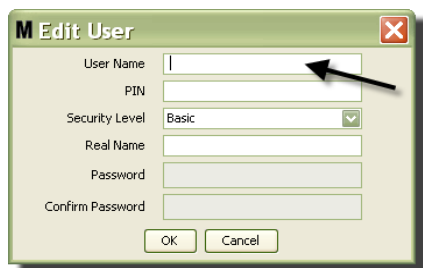 M Edit User
User Name
PIN
Security Level Basic
Real Name
Password
Confirm Password
OK Cancel